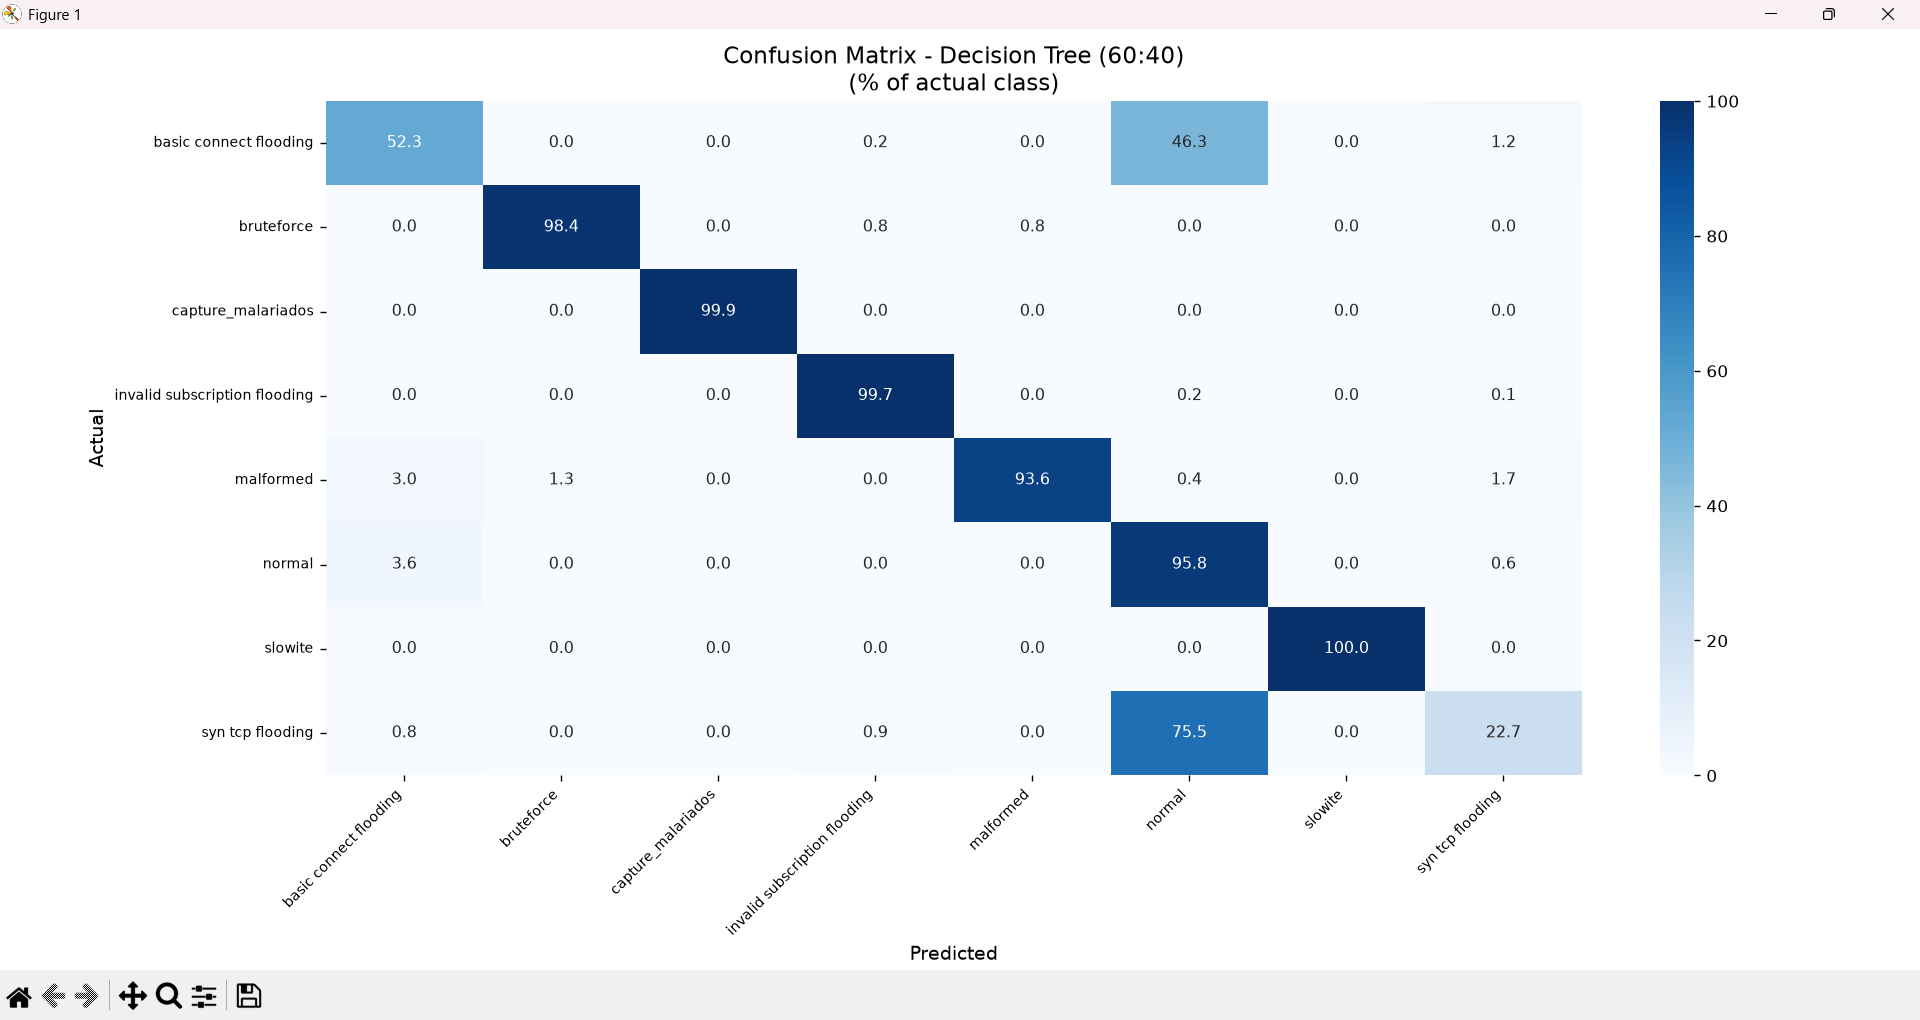 Figure 1
Confusion Matrix - Decision Tree (60:40)
(% of actual class)
basic connect flooding 52.3 0.0 0.0 0.2 0.0 46.3 0.0 1.2
bruteforce 0.0 98.4 0.0 0.8 0.8 0.0 0.0 0.0
capture_malariados 0.0 0.0 99.9 0.0 0.0 0.0 0.0 0.0
invalid subscription flooding 0.0 0.0 0.0 99.7 0.0 0.2 0.0 0.1
malformed 3.0 1.3 0.0 0.0 93.6 0.4 0.0 1.7
normal 3.6 0.0 0.0 0.0 0.0 95.8 0.0 0.6
slowite 0.0 0.0 0.0 0.0 0.0 0.0 100.0 0.0
syn tcp flooding 0.8 0.0 0.0 0.9 0.0 75.5 0.0 22.7
Actual
basic connect flooding
bruteforce
capture_malariados
invalid subscription flooding
malformed
normal
slowite
syn tcp flooding
Predicted
100
80
60
40
20
0